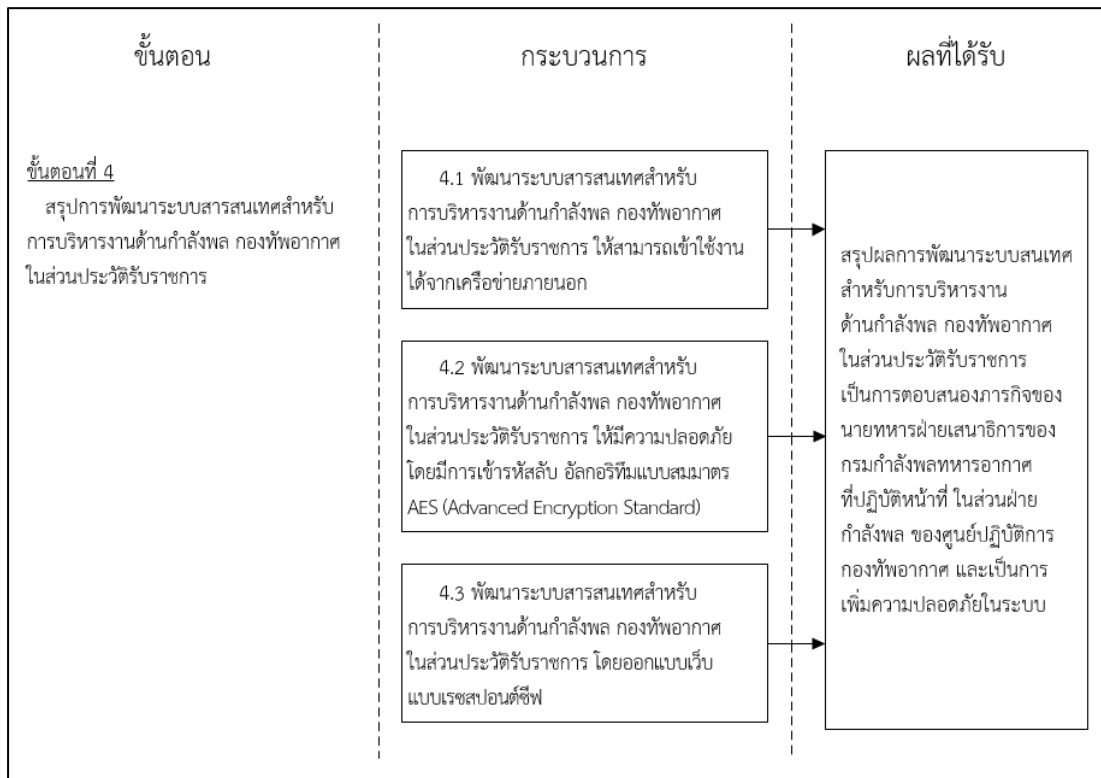 ขั้นตอน
กระบวนการ
ผลที่ได้รับ
ขั้นตอนที่ 4
สรุปการพัฒนาระบบสารสนเทศสำหรับ
การบริหารงานด้านกำลังพล กองทัพอากาศ
ในส่วนประวัติรับราชการ
4.1 พัฒนาระบบสารสนเทศสำหรับ
การบริหารงานด้านกำลังพล กองทัพอากาศ
ในส่วนประวัติรับราชการ ให้สามารถเข้าใช้งาน
ได้จากเครือข่ายภายนอก
4.2 พัฒนาระบบสารสนเทศสำหรับ
การบริหารงานด้านกำลังพล กองทัพอากาศ
ในส่วนประวัติรับราชการ ให้มีความปลอดภัย
โดยมีการเข้ารหัสลับ อัลกอริทึมแบบสมมาตร
AES (Advanced Encryption Standard)
4.3 พัฒนาระบบสารสนเทศสำหรับ
การบริหารงานด้านกำลังพล กองทัพอากาศ
ในส่วนประวัติรับราชการ โดยออกแบบเว็บ
แบบเรซสปอนต์ซีฟ
สรุปผลการพัฒนาระบบสนเทศ
สำหรับการบริหารงาน
ด้านกำลังพล กองทัพอากาศ
ในส่วนประวัติรับราชการ
เป็นการตอบสนองภารกิจของ
นายทหารฝ่ายเสนาธิการของ
กรมกำลังพลทหารอากาศ
ที่ปฏิบัติหน้าที่ ในส่วนฝ่าย
กำลังพล ของศูนย์ปฏิบัติการ
กองทัพอากาศ และเป็นการ
เพิ่มความปลอดภัยในระบบ